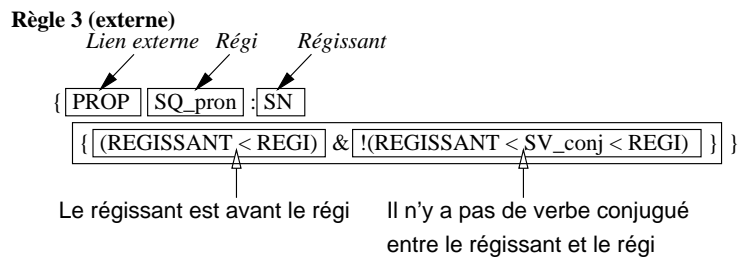 Règle 3 (externe)
Lien externe Régi Régissant
{ PROP SQ_pron : SN
{ (REGISSANT < REGI) & !(REGISSANT < SV_conj < REGI) } }
Le régissant est avant le régi Il n'y a pas de verbe conjugué
entre le régissant et le régi